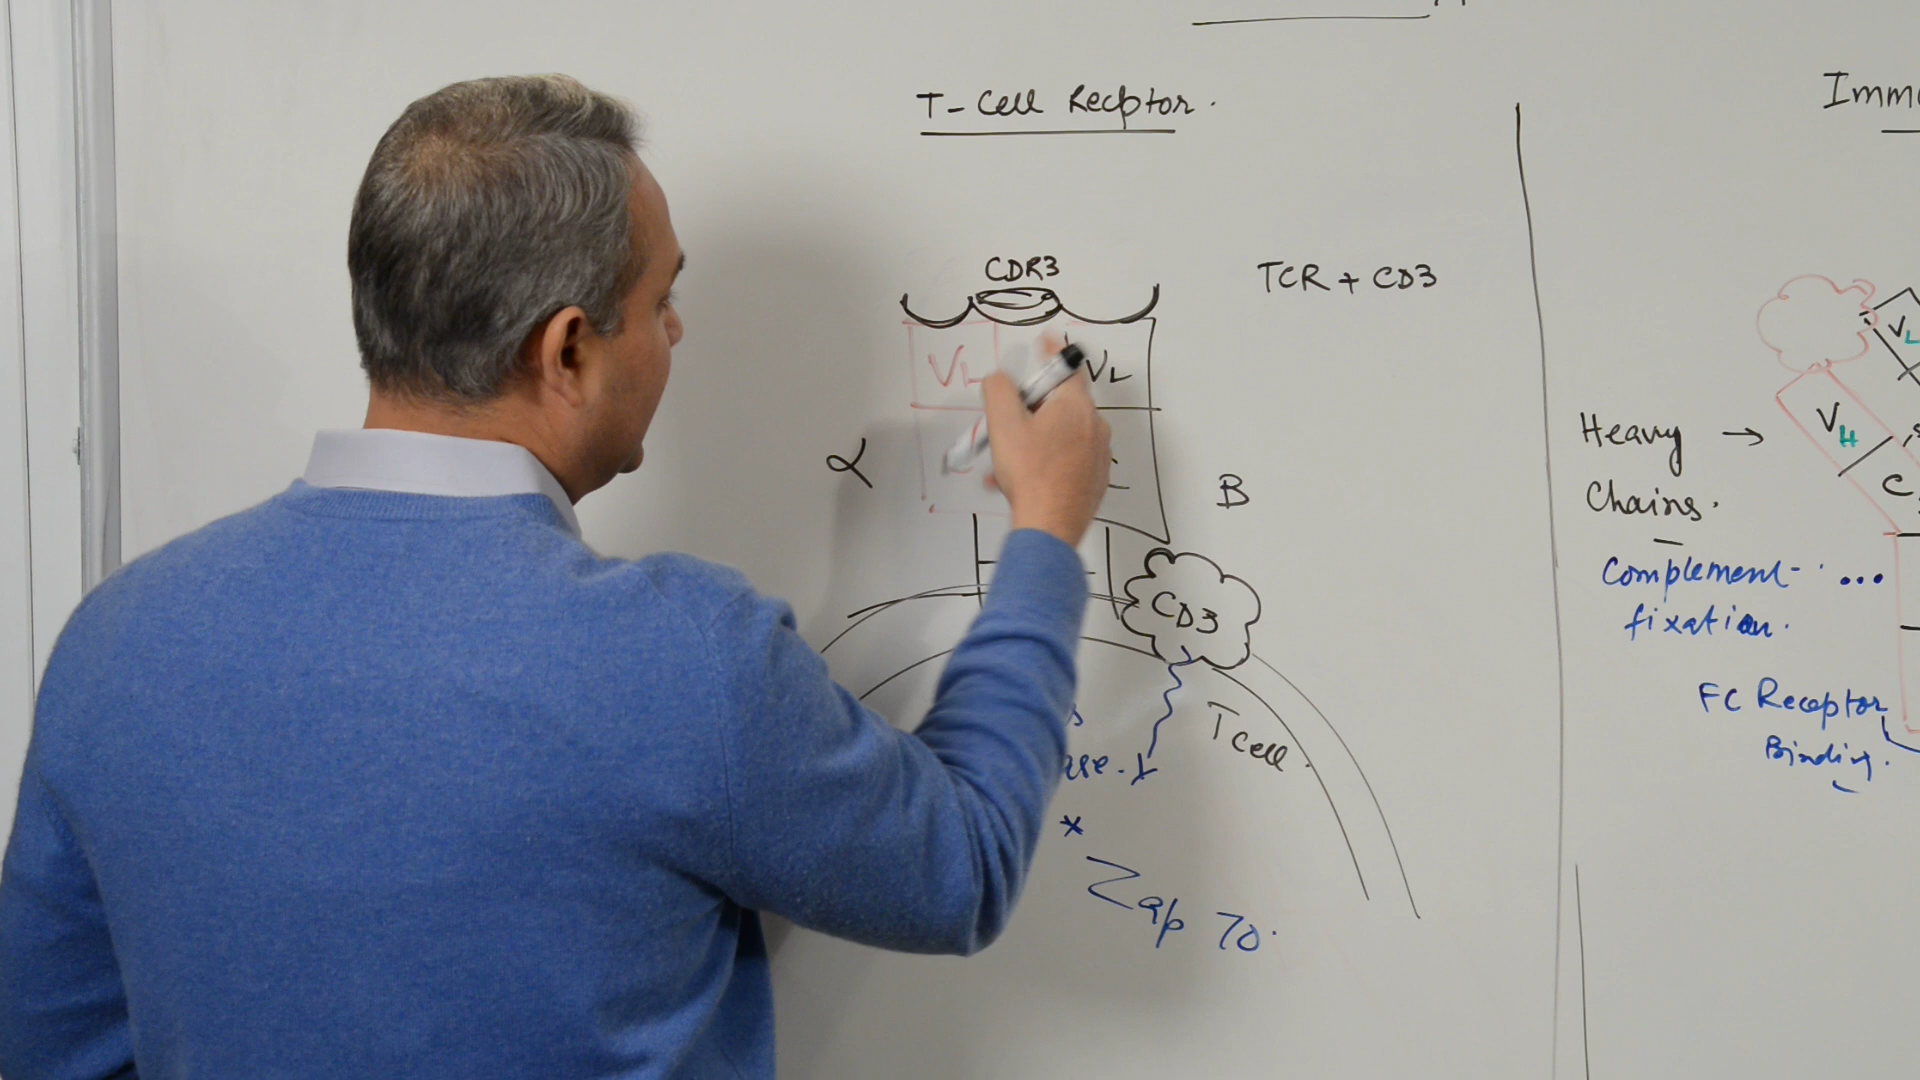 T-Cell Receptor.
CDR3
TCR + CD3
VL
α
B
CD3
T cell.
*
Zap 70.
Imm
VL
Heavy →
Chains.
VH
C
Complement- ...
fixation.
FC Receptor
Binding.